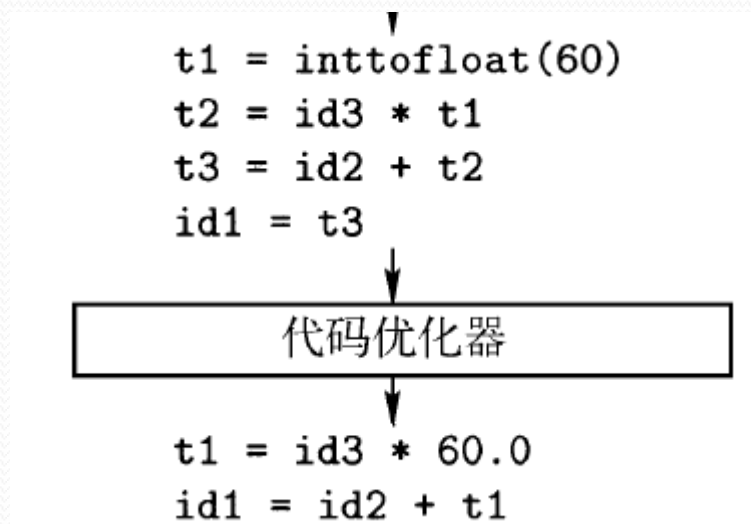 t1 = inttofloat(60)
t2 = id3 * t1
t3 = id2 + t2
id1 = t3
代码优化器
t1 = id3 * 60.0
id1 = id2 + t1